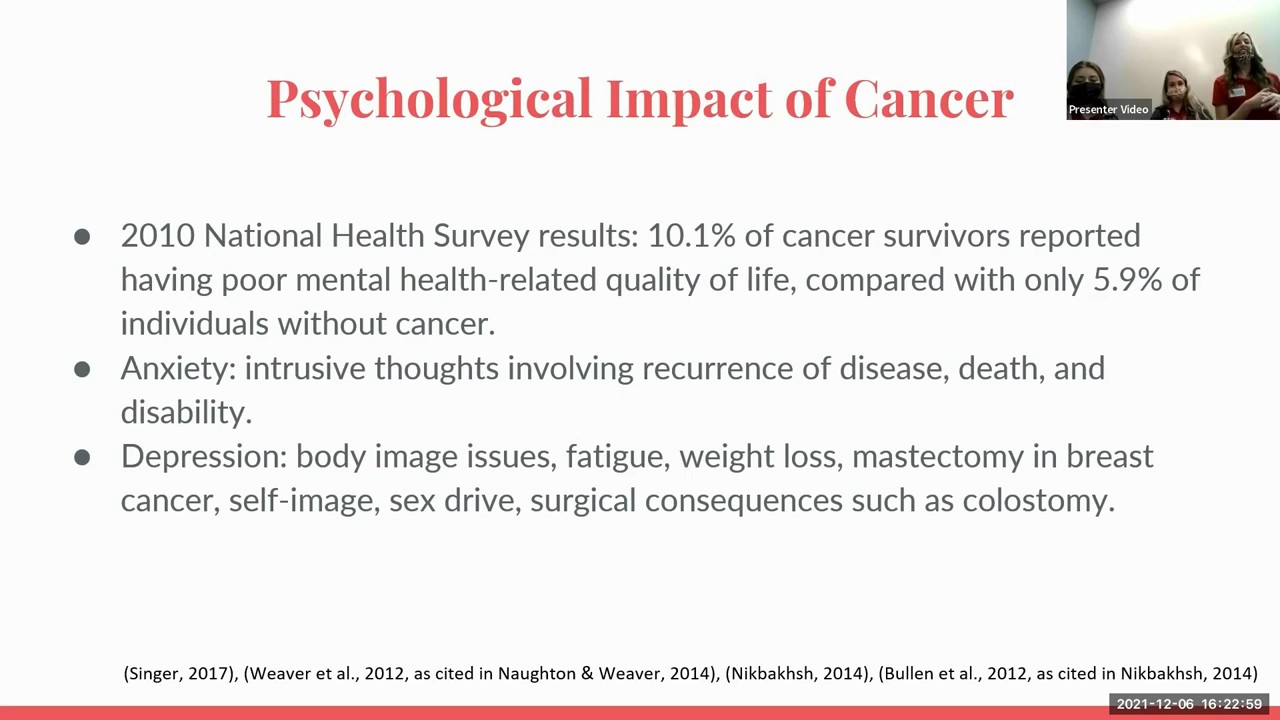 Psychological Impact of Cancer
Presenter Video
● 2010 National Health Survey results: 10.1% of cancer survivors reported
having poor mental health-related quality of life, compared with only 5.9% of
individuals without cancer.
● Anxiety: intrusive thoughts involving recurrence of disease, death, and
disability.
● Depression: body image issues, fatigue, weight loss, mastectomy in breast
cancer, self-image, sex drive, surgical consequences such as colostomy.
(Singer, 2017), (Weaver et al., 2012, as cited in Naughton & Weaver, 2014), (Nikbakhsh, 2014), (Bullen et al., 2012, as cited in Nikbakhsh, 2014)
2021-12-06 16:22:59